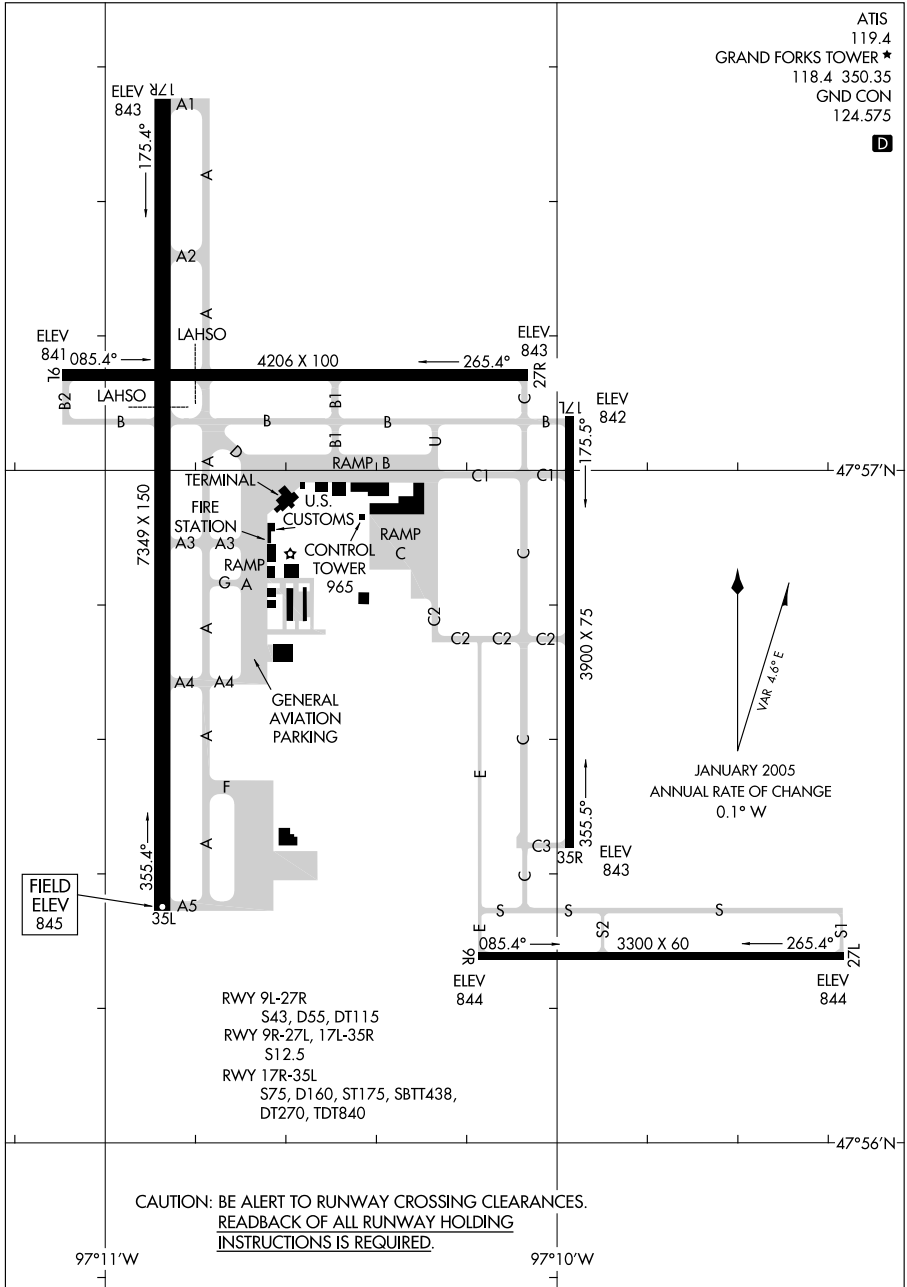 ATIS
119.4
GRAND FORKS TOWER ★
118.4 350.35
GND CON
124.575
D
ELEV
843
17R
A1
175.4°
A
A2
A
LAHSO
ELEV
841
085.4°
4206 X 100
265.4°
ELEV
843
9L
27R
LAHSO
B2
B1
C
17L
ELEV
842
B
B
B
B
B1
U
D
175.5°
A
RAMP B
C1
C1
47°57'N
TERMINAL
U.S.
CUSTOMS
FIRE
STATION
7349 X 150
A3
A3
CONTROL
TOWER
965
RAMP
C
C
RAMP
A
G
A
C2
C2
C2
C2
3900 X 75
A4
A4
GENERAL
AVIATION
PARKING
VAR 4.6° E
A
C
E
JANUARY 2005
ANNUAL RATE OF CHANGE
0.1° W
F
355.4°
A
355.5°
C3
35R
ELEV
843
C
FIELD
ELEV
845
A5
35L
S
S
S
E
S2
S1
9R
085.4°
3300 X 60
265.4°
27L
ELEV
844
ELEV
844
RWY 9L-27R
S43, D55, DT115
RWY 9R-27L, 17L-35R
S12.5
RWY 17R-35L
S75, D160, ST175, SBTT438,
DT270, TDT840
47°56'N
CAUTION: BE ALERT TO RUNWAY CROSSING CLEARANCES.
READBACK OF ALL RUNWAY HOLDING
INSTRUCTIONS IS REQUIRED.
97°11'W
97°10'W